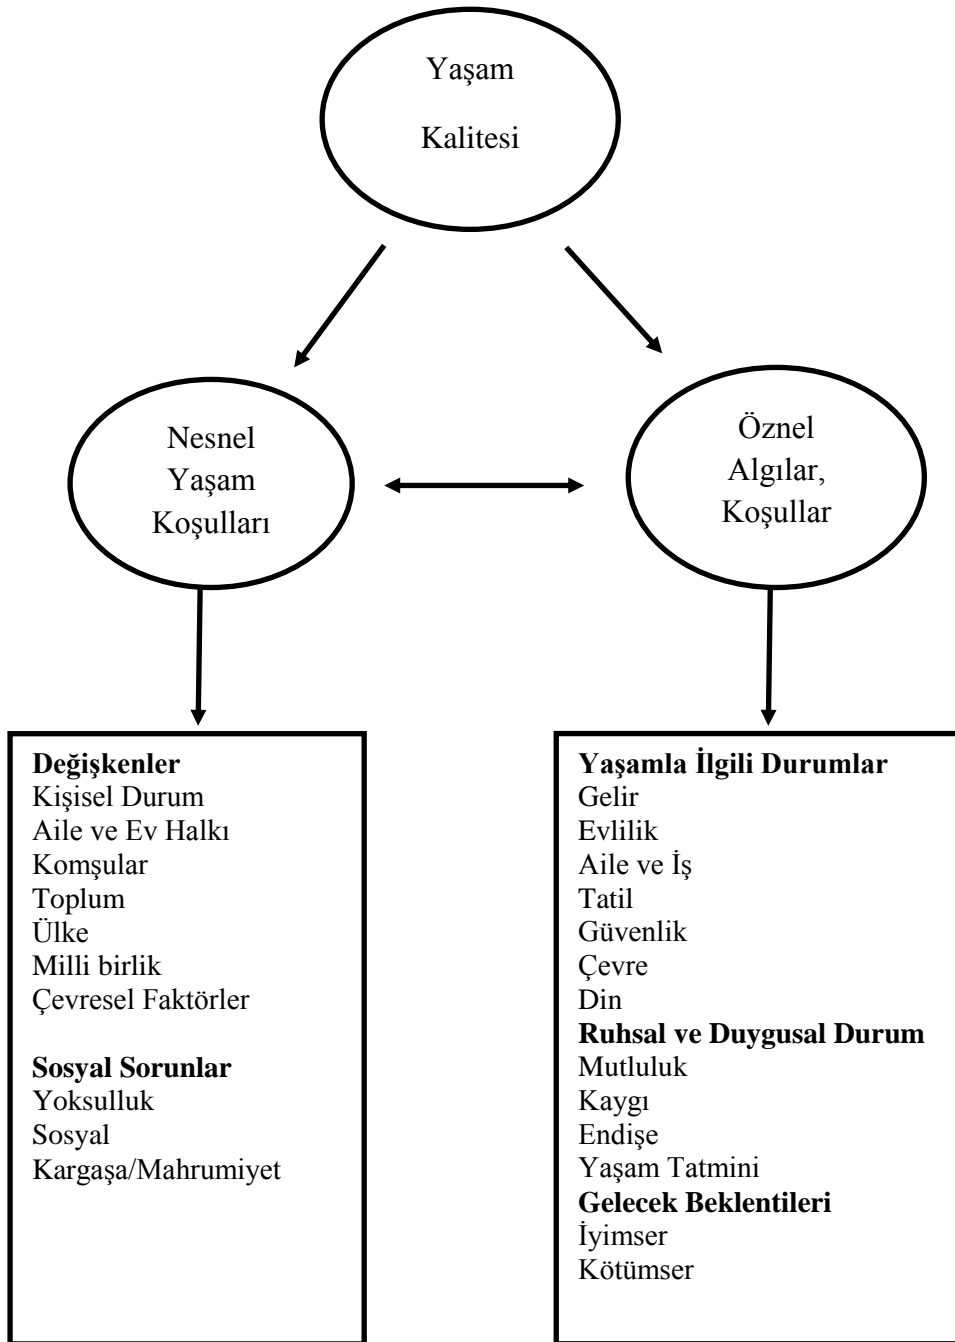 Yaşam
Kalitesi
Nesnel
Yaşam
Koşulları
Öznel
Algılar,
Koşullar
Değişkenler
Kişisel Durum
Aile ve Ev Halkı
Komşular
Toplum
Ülke
Milli birlik
Çevresel Faktörler
Sosyal Sorunlar
Yoksulluk
Sosyal
Kargaşa/Mahrumiyet
Yaşamla İlgili Durumlar
Gelir
Evlilik
Aile ve İş
Tatil
Güvenlik
Çevre
Din
Ruhsal ve Duygusal Durum
Mutluluk
Kaygı
Endişe
Yaşam Tatmini
Gelecek Beklentileri
İyimser
Kötümser